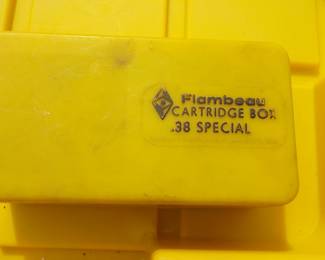 Flambeau
CARTRIDGE BOX
.38 SPECIAL